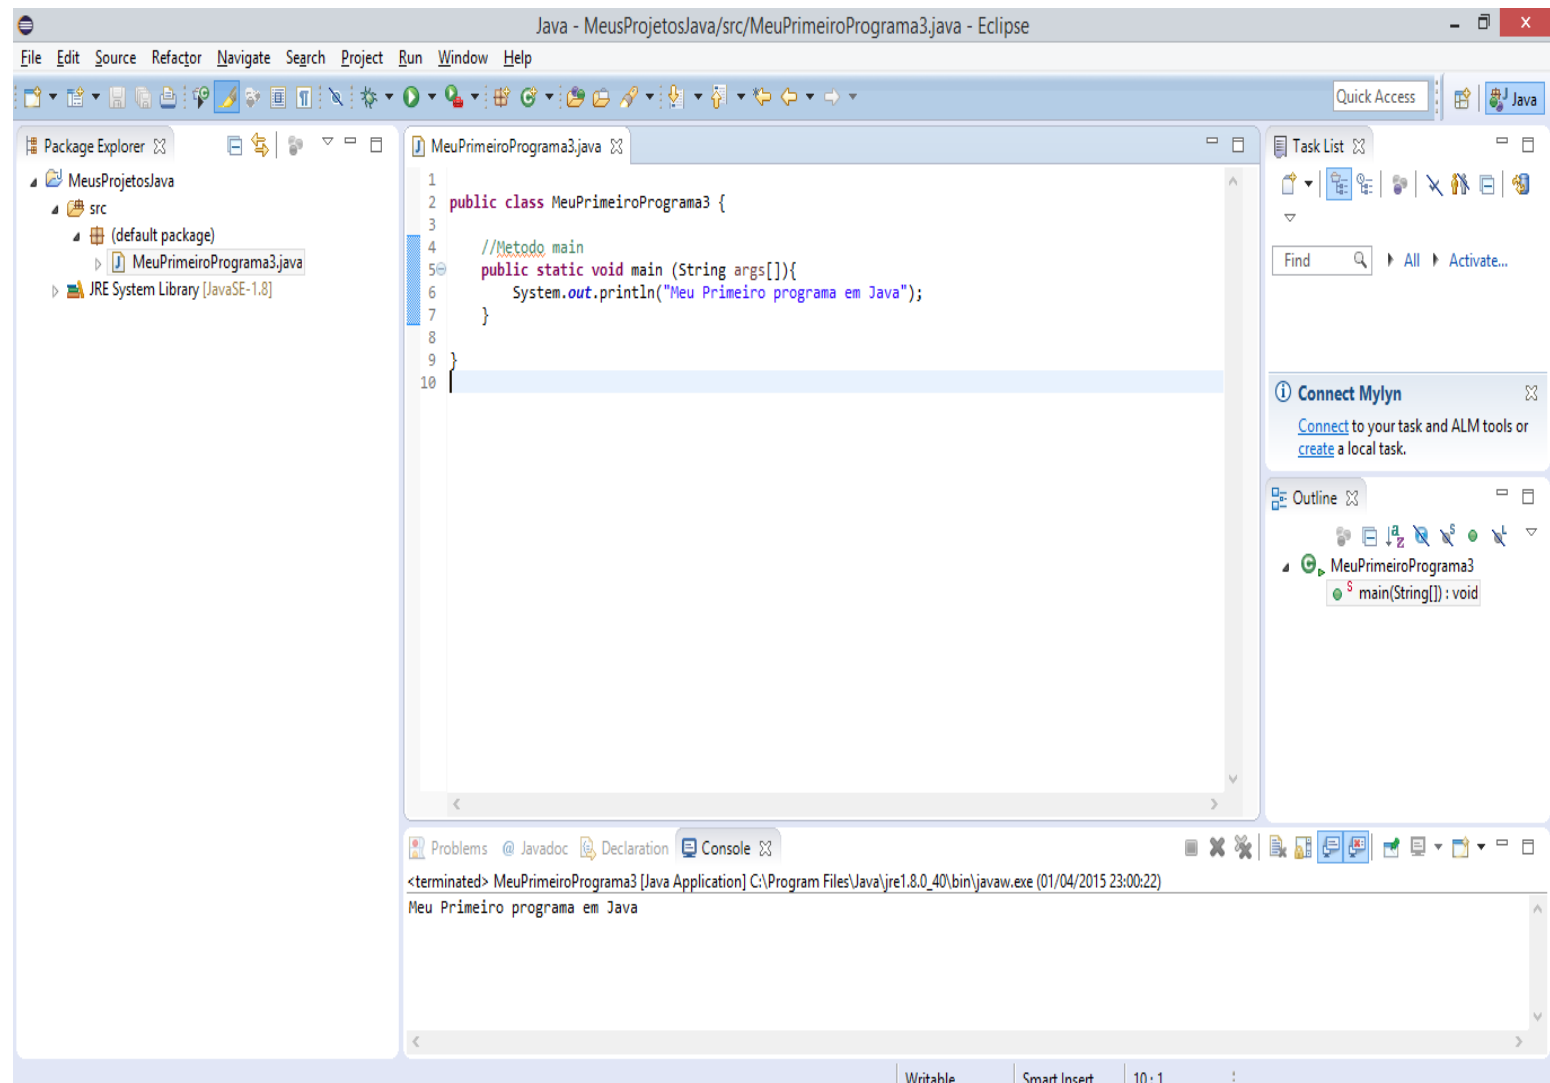 Java - MeusProjetosJava/src/MeuPrimeiroPrograma3.java - Eclipse
File Edit Source Refactor Navigate Search Project Run Window Help
Quick Access
Java
Package Explorer
MeusProjetosJava
src
(default package)
MeuPrimeiroPrograma3.java
JRE System Library [JavaSE-1.8]
MeuPrimeiroPrograma3.java
1
2 public class MeuPrimeiroPrograma3 {
3
4 //Metodo main
5 public static void main (String args[]){
6 System.out.println("Meu Primeiro programa em Java");
7 }
8
9 }
10
Task List
Find All Activate...
Connect Mylyn
Connect to your task and ALM tools or
create a local task.
Outline
MeuPrimeiroPrograma3
main(String[]) : void
Problems @ Javadoc Declaration Console
<terminated> MeuPrimeiroPrograma3 [Java Application] C:\Program Files\Java\jre1.8.0_40\bin\javaw.exe (01/04/2015 23:00:22)
Meu Primeiro programa em Java
Writable Smart Insert 10 : 1